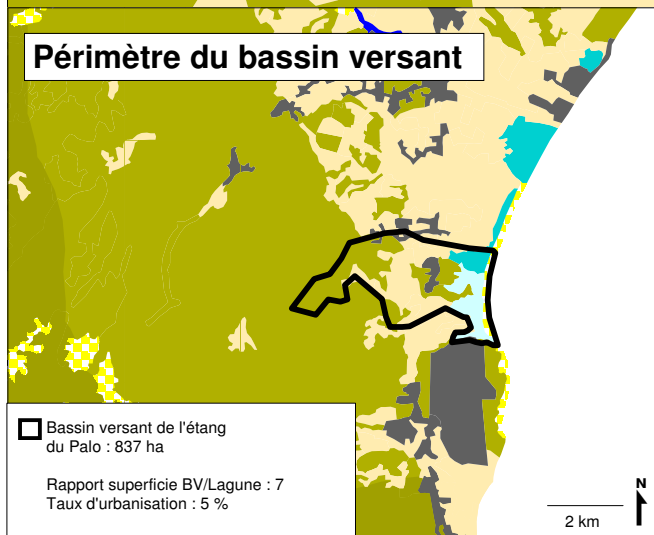 Périmètre du bassin versant
Bassin versant de l'étang
du Palo : 837 ha
Rapport superficie BV/Lagune : 7
Taux d'urbanisation : 5 %
N
2 km